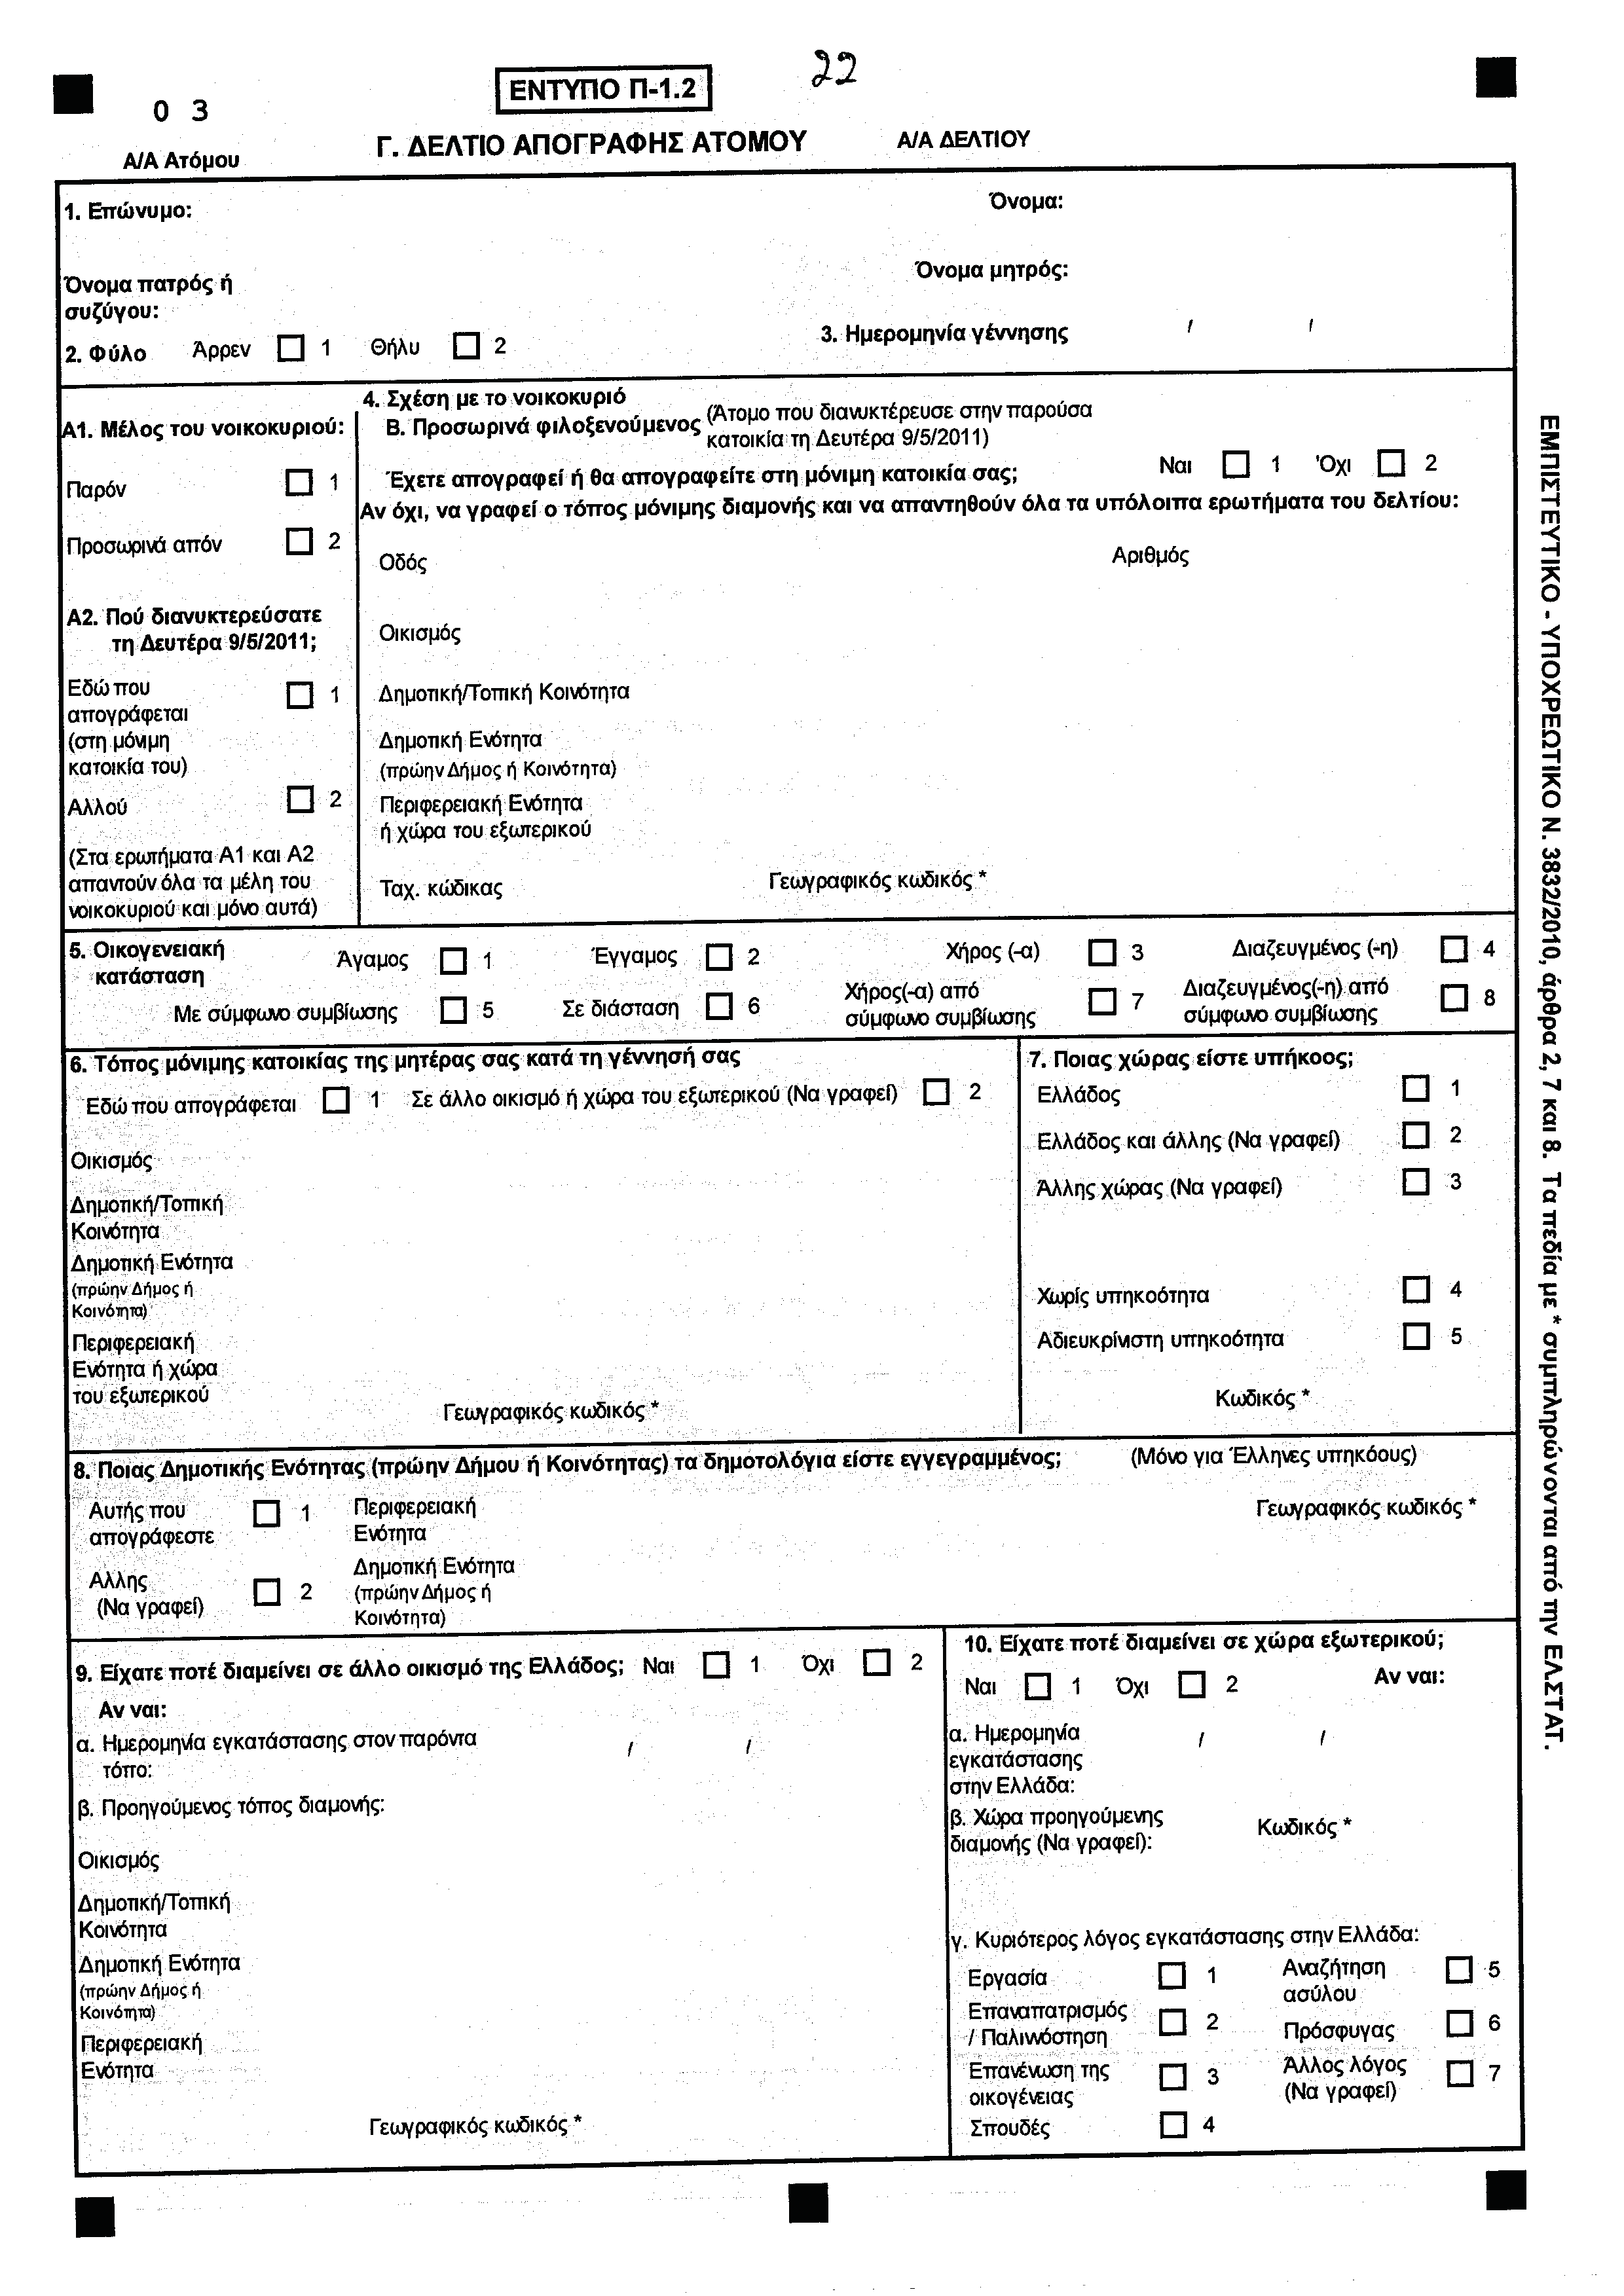 22
ΕΝΤΥΠΟ Π-1.2
0 3
Α/Α Ατόμου
Γ. ΔΕΛΤΙΟ ΑΠΟΓΡΑΦΗΣ ΑΤΟΜΟΥ
Α/Α ΔΕΛΤΙΟΥ
1. Επώνυμο: Όνομα:
Όνομα πατρός ή Όνομα μητρός:
συζύγου:
2. Φύλο Άρρεν 1 Θήλυ 2 3. Ημερομηνία γέννησης / /
Α1. Μέλος του νοικοκυριού:
Παρόν 1
Προσωρινά απόν 2
Α2. Πού διανυκτερεύσατε
τη Δευτέρα 9/5/2011;
Εδώ που 1
απογράφεται
(στη μόνιμη
κατοικία του)
Αλλού 2
(Στα ερωτήματα Α1 και Α2
απαντούν όλα τα μέλη του
νοικοκυριού και μόνο αυτά)
4. Σχέση με το νοικοκυριό
Β. Προσωρινά φιλοξενούμενος (Άτομο που διανυκτέρευσε στην παρούσα
κατοικία τη Δευτέρα 9/5/2011)
Έχετε απογραφεί ή θα απογραφείτε στη μόνιμη κατοικία σας; Ναι 1 Όχι 2
Αν όχι, να γραφεί ο τόπος μόνιμης διαμονής και να απαντηθούν όλα τα υπόλοιπα ερωτήματα του δελτίου:
Οδός Αριθμός
Οικισμός
Δημοτική/Τοπική Κοινότητα
Δημοτική Ενότητα
(πρώην Δήμος ή Κοινότητα)
Περιφερειακή Ενότητα
ή χώρα του εξωτερικού
Ταχ. κώδικας Γεωγραφικός κωδικός *
5. Οικογενειακή Άγαμος 1 Έγγαμος 2 Χήρος (-α) 3 Διαζευγμένος (-η) 4
κατάσταση
Με σύμφωνο συμβίωσης 5 Σε διάσταση 6 Χήρος(-α) από 7 Διαζευγμένος(-η) από 8
σύμφωνο συμβίωσης σύμφωνο συμβίωσης
6. Τόπος μόνιμης κατοικίας της μητέρας σας κατά τη γέννησή σας
Εδώ που απογράφεται 1 Σε άλλο οικισμό ή χώρα του εξωτερικού (Να γραφεί) 2
Οικισμός
Δημοτική/Τοπική
Κοινότητα
Δημοτική Ενότητα
(πρώην Δήμος ή
Κοινότητα)
Περιφερειακή
Ενότητα ή χώρα
του εξωτερικού
Γεωγραφικός κωδικός *
7. Ποιας χώρας είστε υπήκοος;
Ελλάδος 1
Ελλάδος και άλλης (Να γραφεί) 2
Άλλης χώρας (Να γραφεί) 3
Χωρίς υπηκοότητα 4
Αδιευκρίνιστη υπηκοότητα 5
Κωδικός *
8. Ποιας Δημοτικής Ενότητας (πρώην Δήμου ή Κοινότητας) τα δημοτολόγια είστε εγγεγραμμένος; (Μόνο για Έλληνες υπηκόους)
Αυτής που 1 Περιφερειακή Γεωγραφικός κωδικός *
απογράφεστε Ενότητα
Αλλης 2 Δημοτική Ενότητα
(Να γραφεί) (πρώην Δήμος ή
Κοινότητα)
9. Είχατε ποτέ διαμείνει σε άλλο οικισμό της Ελλάδος; Ναι 1 Όχι 2
Αν ναι:
α. Ημερομηνία εγκατάστασης στον παρόντα / /
τόπο:
β. Προηγούμενος τόπος διαμονής:
Οικισμός
Δημοτική/Τοπική
Κοινότητα
Δημοτική Ενότητα
(πρώην Δήμος ή
Κοινότητα)
Περιφερειακή
Ενότητα
Γεωγραφικός κωδικός *
10. Είχατε ποτέ διαμείνει σε χώρα εξωτερικού;
Ναι 1 Όχι 2 Αν ναι:
α. Ημερομηνία / /
εγκατάστασης
στην Ελλάδα:
β. Χώρα προηγούμενης Κωδικός *
διαμονής (Να γραφεί):
γ. Κυριότερος λόγος εγκατάστασης στην Ελλάδα:
Εργασία 1 Αναζήτηση 5
ασύλου
Επαναπατρισμός 2 Πρόσφυγας 6
/ Παλιννόστηση
Επανένωση της 3 Άλλος λόγος 7
οικογένειας (Να γραφεί)
Σπουδές 4
ΕΜΠΙΣΤΕΥΤΙΚΟ - ΥΠΟΧΡΕΩΤΙΚΟ Ν. 3832/2010, άρθρα 2, 7 και 8. Τα πεδία με * συμπληρώνονται από την ΕΛΣΤΑΤ.